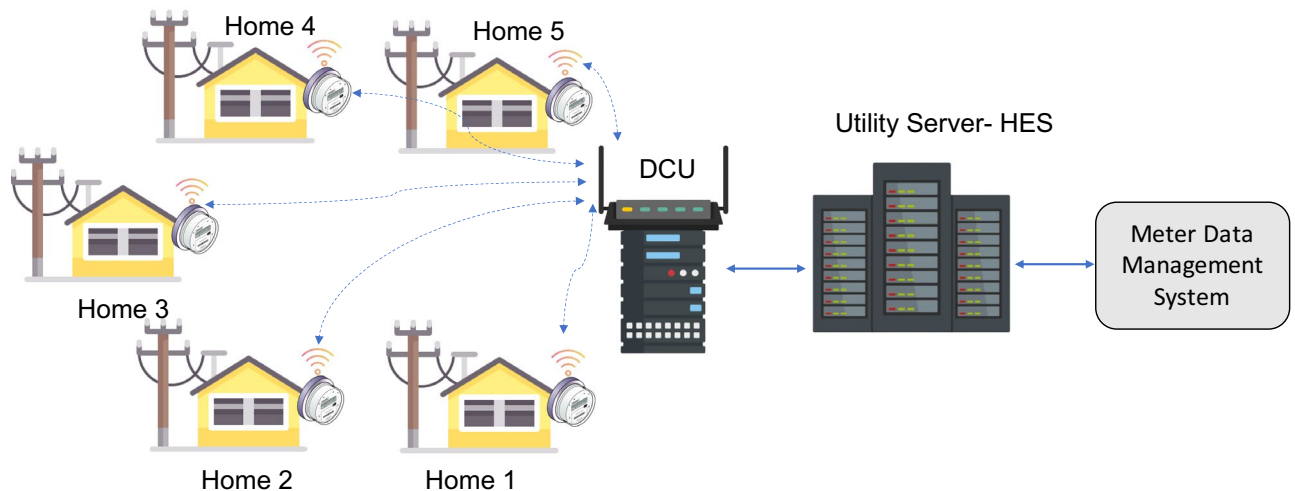 Home 4
Home 5
Utility Server- HES
DCU
Meter Data
Management
System
Home 3
Home 2
Home 1